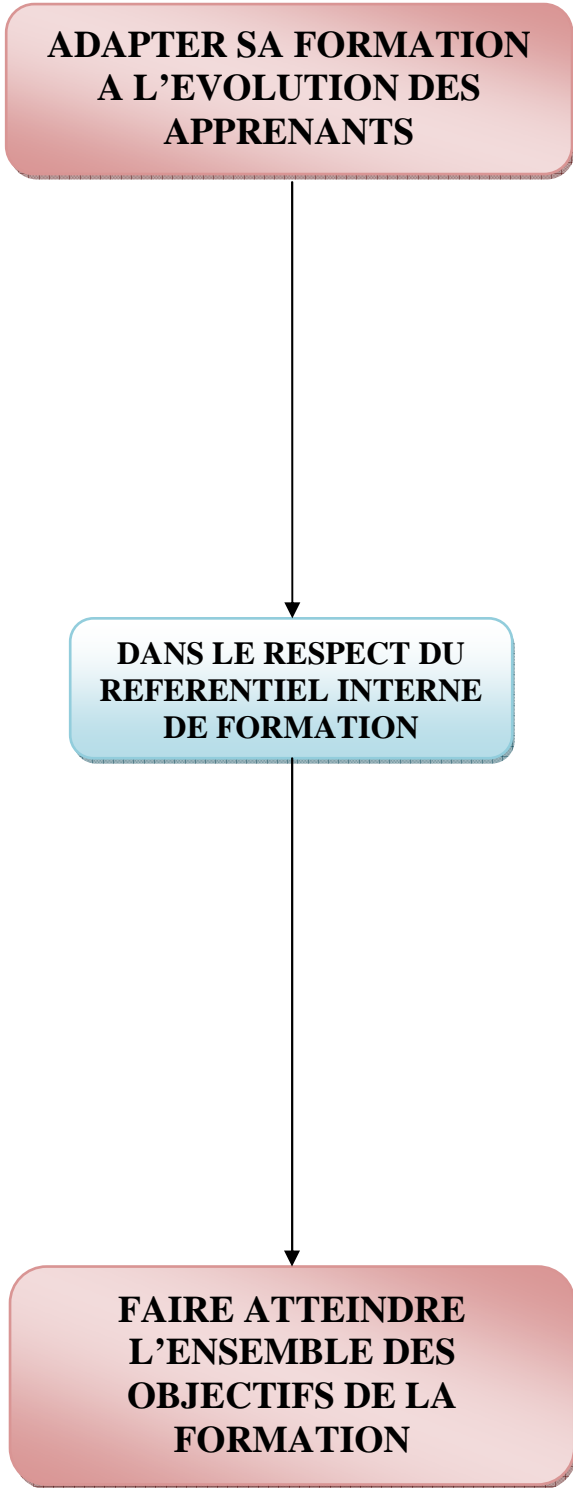 ADAPTER SA FORMATION
A L’EVOLUTION DES
APPRENANTS
DANS LE RESPECT DU
REFERENTIEL INTERNE
DE FORMATION
FAIRE ATTEINDRE
L’ENSEMBLE DES
OBJECTIFS DE LA
FORMATION